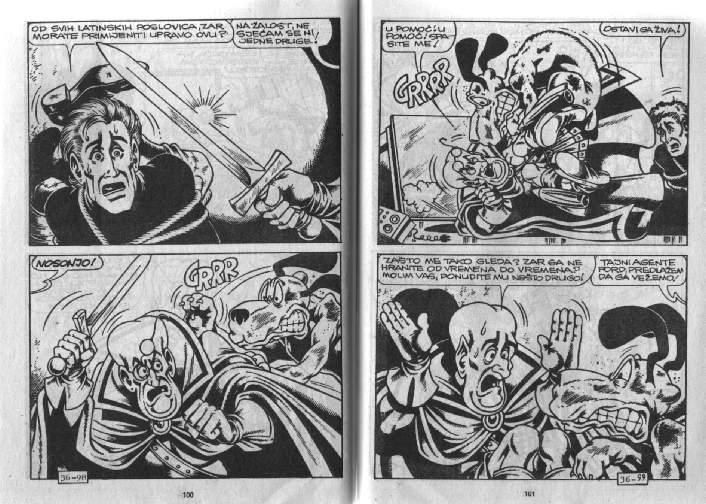 OD SVIH LATINSKIH POSLOVICA, ZAR
MORATE PRIMIJENITI UPRAVO OVU?
NA ŽALOST, NE
SJEĆAM SE NI
JEDNE DRUGE!
NOSONJO!
GRRR
36-98
100
U POMOĆ! U
POMOĆ! SPA
SITE ME!
GRRRR
OSTAVI GA ŽIVA!
ZAŠTO ME TAKO GLEDA? ZAR GA NE
HRANITE OD VREMENA DO VREMENA?
MOLIM VAS, PONUDITE MU NEŠTO DRUGO!
TAJNI AGENTE
FORD, PREDLAŽEM
DA GA VEŽEMO!
36-99
101